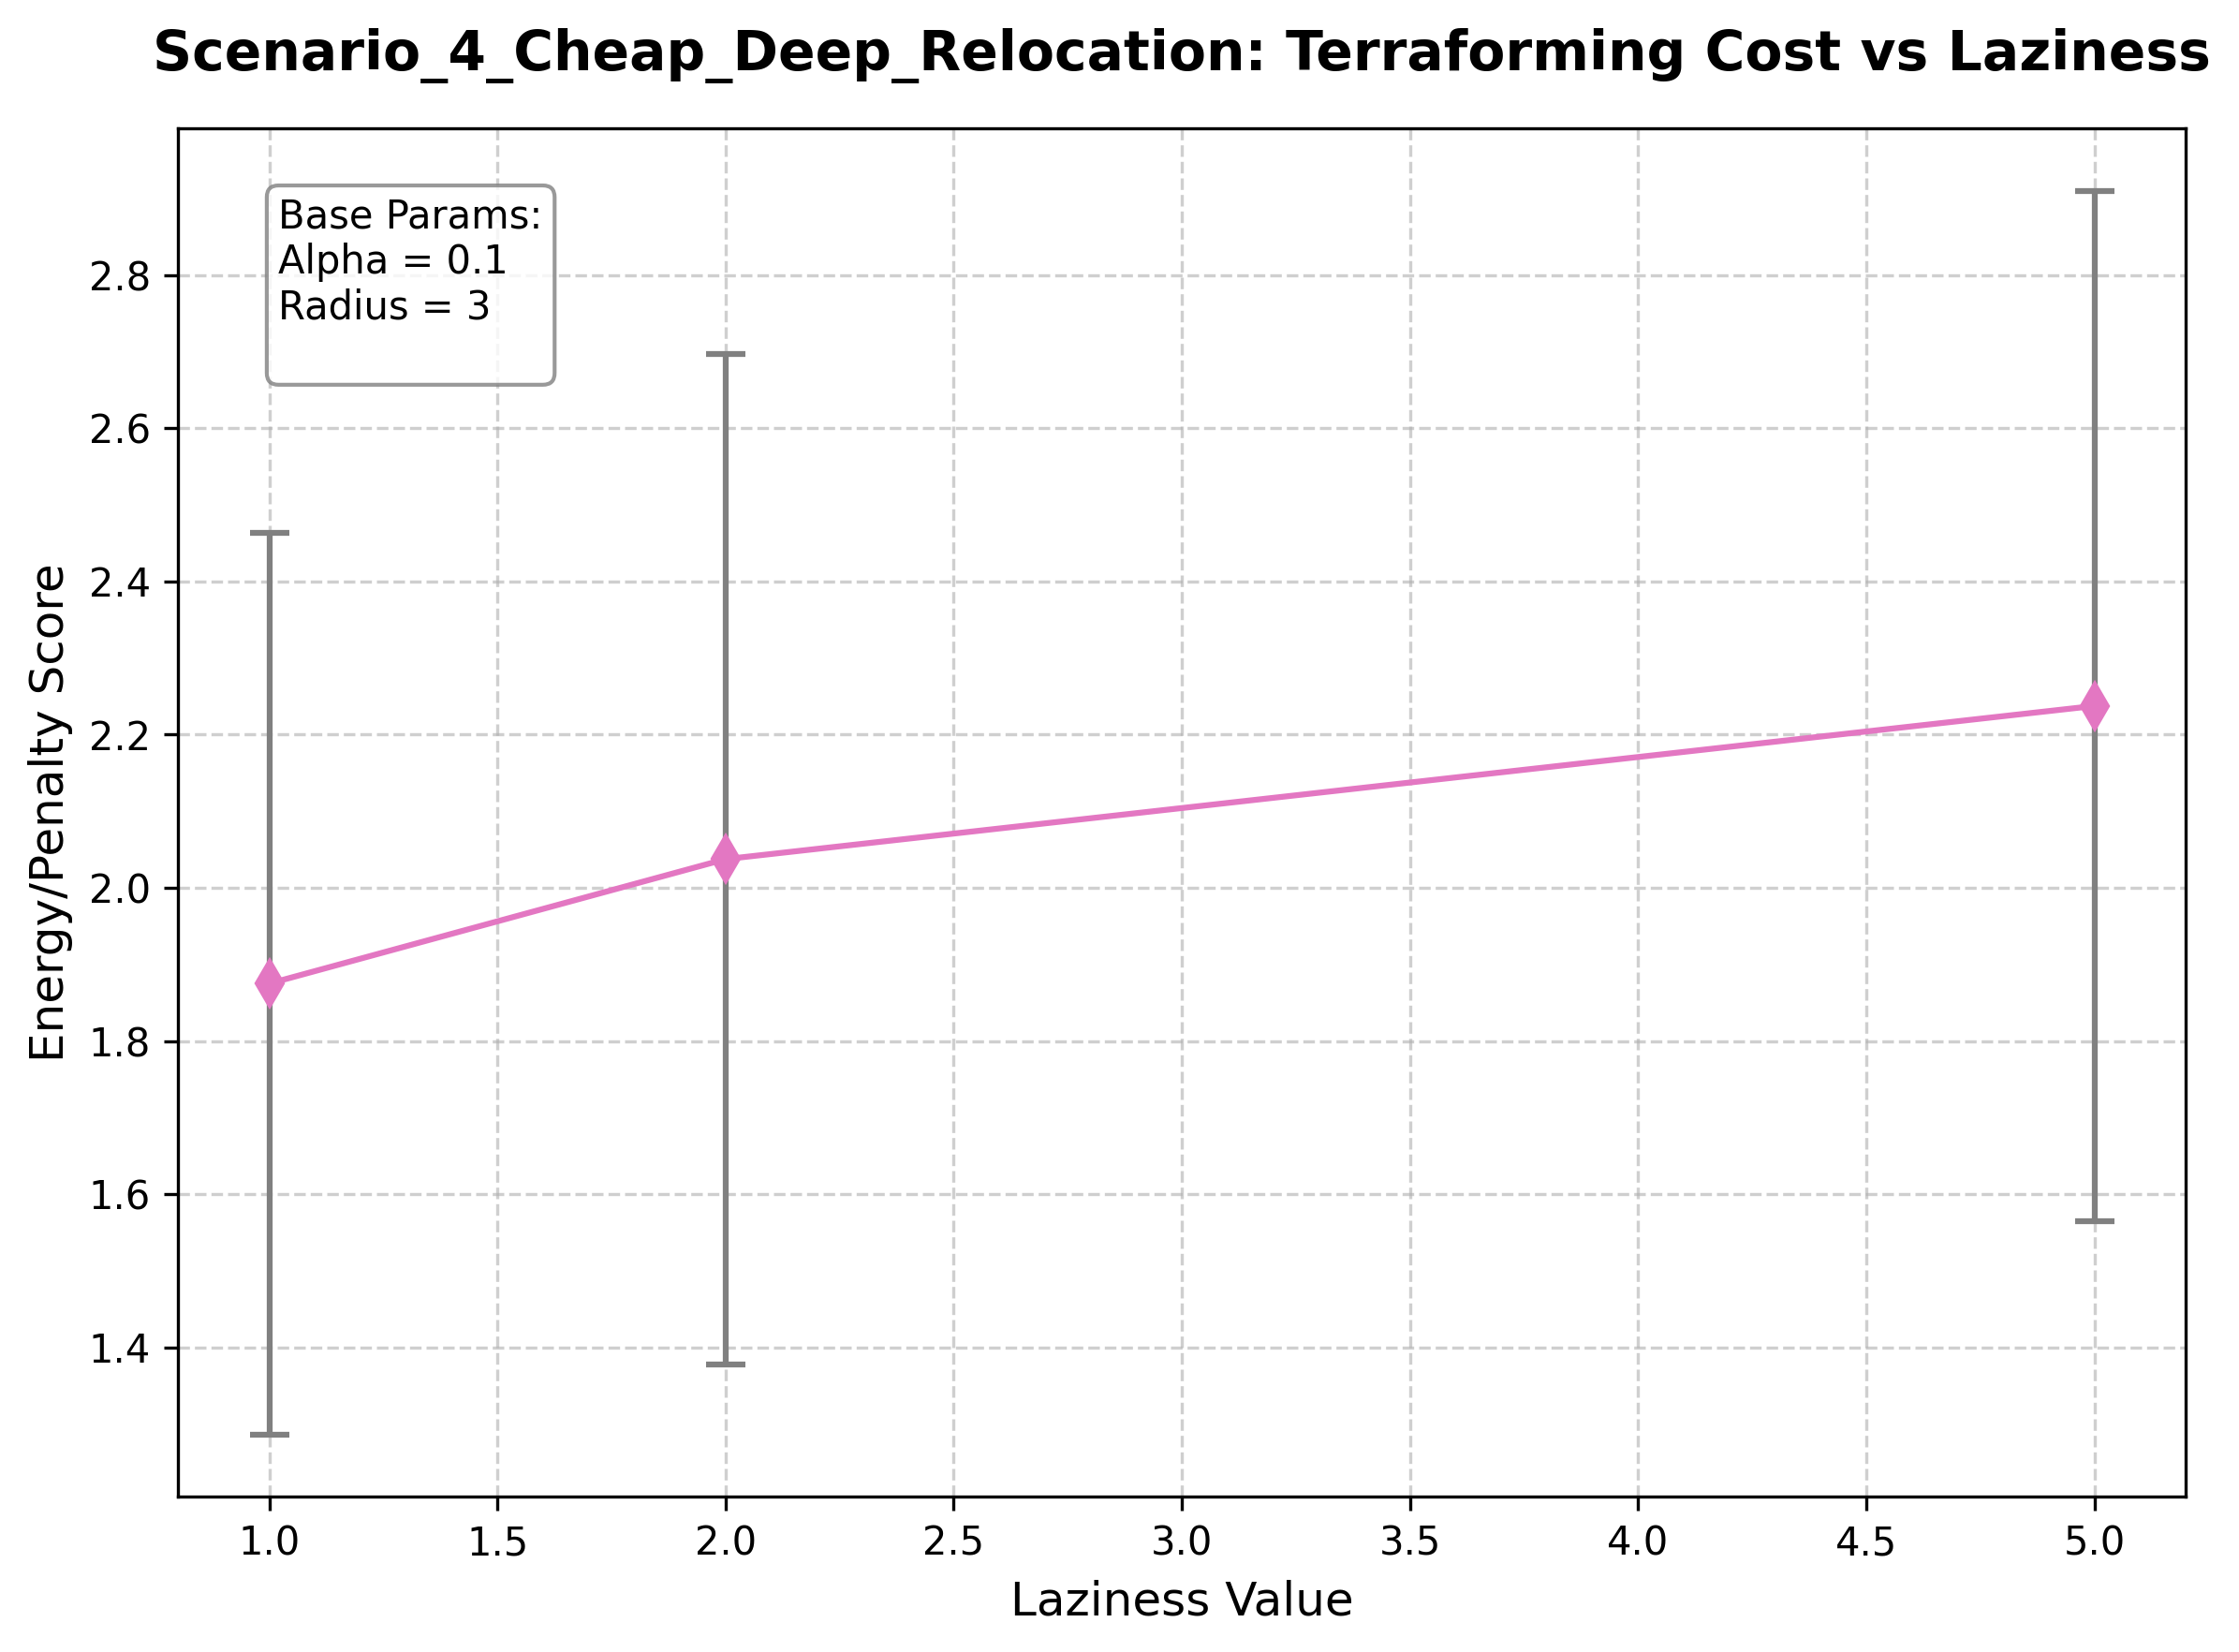 Scenario_4_Cheap_Deep_Relocation: Terraforming Cost vs Laziness
Base Params:
Alpha = 0.1
Radius = 3
Energy/Penalty Score
2.8
2.6
2.4
2.2
2.0
1.8
1.6
1.4
1.0 1.5 2.0 2.5 3.0 3.5 4.0 4.5 5.0
Laziness Value